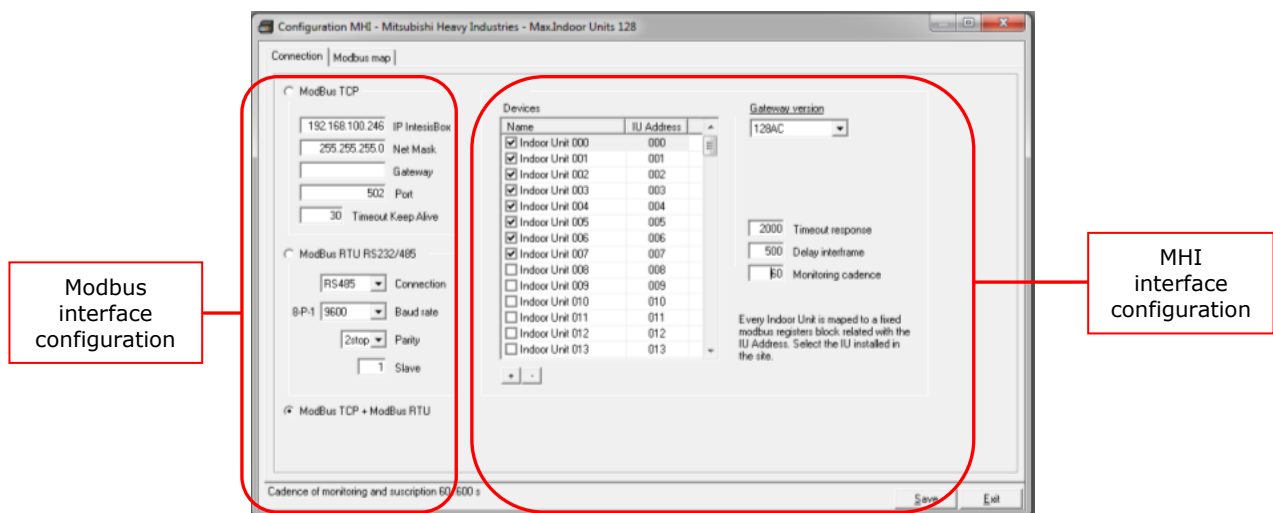 Configuration MHI - Mitsubishi Heavy Industries - Max.Indoor Units 128
Connection
Modbus map
ModBus TCP
192.168.100.246 IP IntesisBox
255.255.255.0 Net Mask
Gateway
502 Port
30 Timeout Keep Alive
ModBus RTU RS232/485
RS485 Connection
8-P-1 9600 Baud rate
2stop Parity
1 Slave
ModBus TCP + ModBus RTU
Devices
Name IU Address
Indoor Unit 000 000
Indoor Unit 001 001
Indoor Unit 002 002
Indoor Unit 003 003
Indoor Unit 004 004
Indoor Unit 005 005
Indoor Unit 006 006
Indoor Unit 007 007
Indoor Unit 008 008
Indoor Unit 009 009
Indoor Unit 010 010
Indoor Unit 011 011
Indoor Unit 012 012
Indoor Unit 013 013
+ -
Gateway version
128AC
2000 Timeout response
500 Delay interframe
60 Monitoring cadence
Every Indoor Unit is maped to a fixed
modbus registers block related with the
IU Address. Select the IU installed in
the site.
Cadence of monitoring and suscription 60/600 s
Save Exit
Modbus
interface
configuration
MHI
interface
configuration